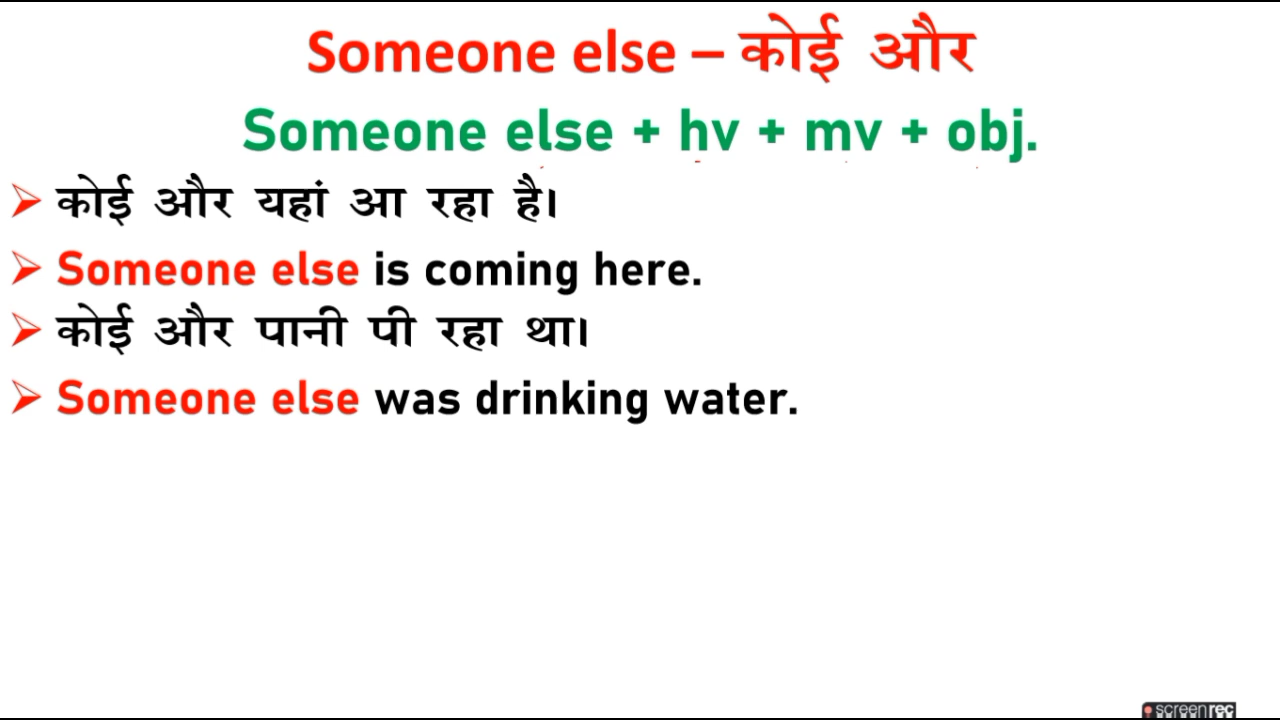 Someone else – कोई और
Someone else + hv + mv + obj.
कोई और यहां आ रहा है।
Someone else is coming here.
कोई और पानी पी रहा था।
Someone else was drinking water.
screenrec